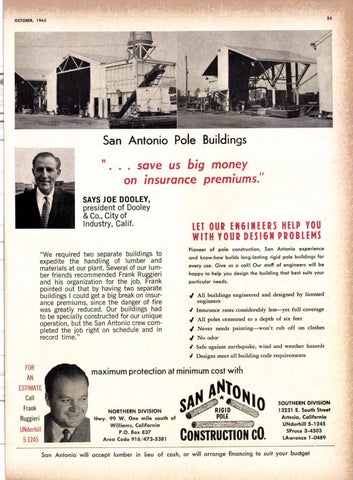 OCTOBER, 1963
25
San Antonio Pole Buildings
". . . save us big money
on insurance premiums."
SAYS JOE DOOLEY,
president of Dooley
& Co., City of
Industry, Calif.
"We required two separate buildings to
expedite the handling of lumber and
materials at our plant. Several of our lum-
ber friends recommended Frank Ruggieri
and his organization for the job. Frank
pointed out that by having two separate
buildings I could get a big break on insur-
ance premiums, since the danger of fire
was greatly reduced. Our buildings had
to be specially constructed for our unique
operation, but the San Antonio crew com-
pleted the job right on schedule and in
record time."
LET OUR ENGINEERS HELP YOU
WITH YOUR DESIGN PROBLEMS
Pioneer of pole construction, San Antonio experience
and know-how builds long-lasting rigid pole buildings for
every use. Give us a call! Our staff of engineers will be
happy to help you design the building that best suits your
particular needs.
✓ All buildings engineered and designed by licensed
engineers
✓ Insurance rates considerably less—yet full coverage
✓ All poles cemented to a depth of six feet
✓ Never needs painting—won't rub off on clothes
✓ No odor
✓ Safe against earthquake, wind and weather hazards
✓ Designs meet all building code requirements
maximum protection at minimum cost with
FOR
AN
ESTIMATE
Call
Frank
Ruggieri
UNderhill
5-1245
NORTHERN DIVISION
Hwy. 99 W. One mile south of
Williams, California
P.O. Box 837
Area Code 916/473-5381
SAN ANTONIO
RIGID
POLE
CONSTRUCTION CO.
SOUTHERN DIVISION
13231 E. South Street
Artesia, California
UNderhill 5-1245
SPruce 3-4503
LAwrence 1-0489
San Antonio will accept lumber in lieu of cash, or will arrange financing to suit your budget